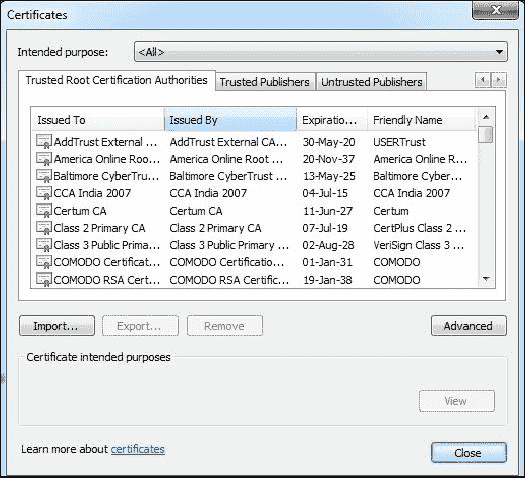 Certificates
Intended purpose: <All>
Trusted Root Certification Authorities Trusted Publishers Untrusted Publishers
Issued To Issued By Expiratio... Friendly Name
AddTrust External ... AddTrust External CA... 30-May-20 USERTrust
America Online Roo... America Online Root ... 20-Nov-37 America Online R...
Baltimore CyberTru... Baltimore CyberTrust ... 13-May-25 Baltimore Cyber...
CCA India 2007 CCA India 2007 04-Jul-15 CCA India 2007
Certum CA Certum CA 11-Jun-27 Certum
Class 2 Primary CA Class 2 Primary CA 07-Jul-19 CertPlus Class 2 ...
Class 3 Public Prima... Class 3 Public Primary ... 02-Aug-28 VeriSign Class 3 ...
COMODO Certificati... COMODO Certificatio... 01-Jan-31 COMODO
COMODO RSA Cert... COMODO RSA Certific... 19-Jan-38 COMODO
Import... Export... Remove Advanced
Certificate intended purposes
View
Learn more about certificates
Close